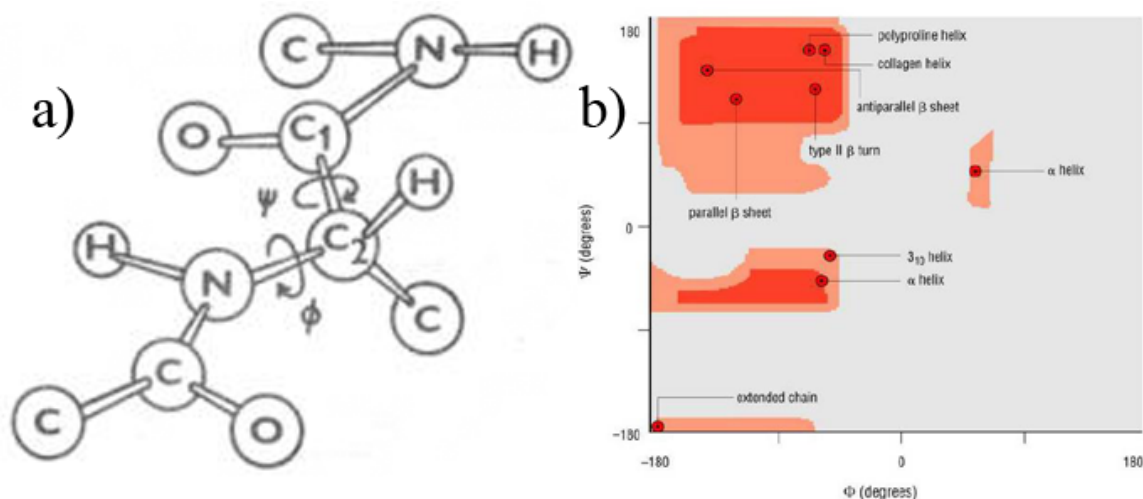 a)
C N H
O C1
ψ H
H C2
N
φ C
C
C O
b)
180
polyproline helix
collagen helix
antiparallel β sheet
type II β turn
α helix
parallel β sheet
Ψ (degrees)
0
3₁₀ helix
α helix
extended chain
-180
-180 0 180
Φ (degrees)